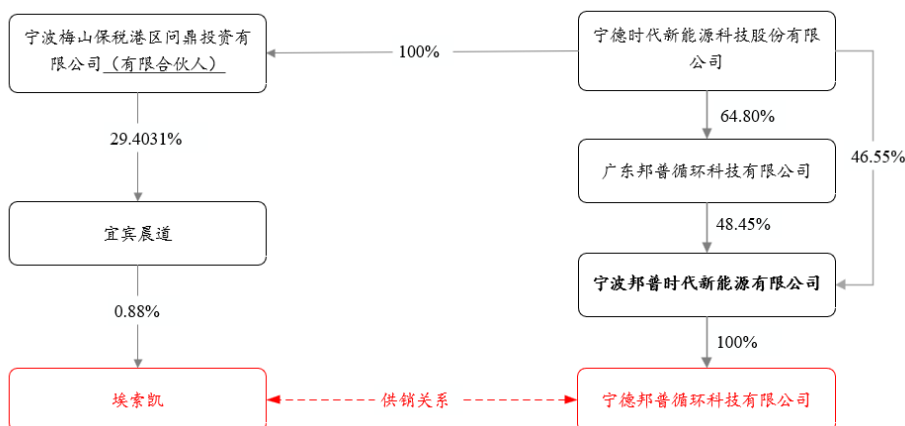 宁波梅山保税港区问鼎投资有
限公司（有限合伙人）
100%
宁德时代新能源科技股份有限
公司
29.4031%
64.80%
46.55%
广东邦普循环科技有限公司
宜宾晨道
48.45%
宁波邦普时代新能源有限公司
0.88%
100%
埃索凯
供销关系
宁德邦普循环科技有限公司